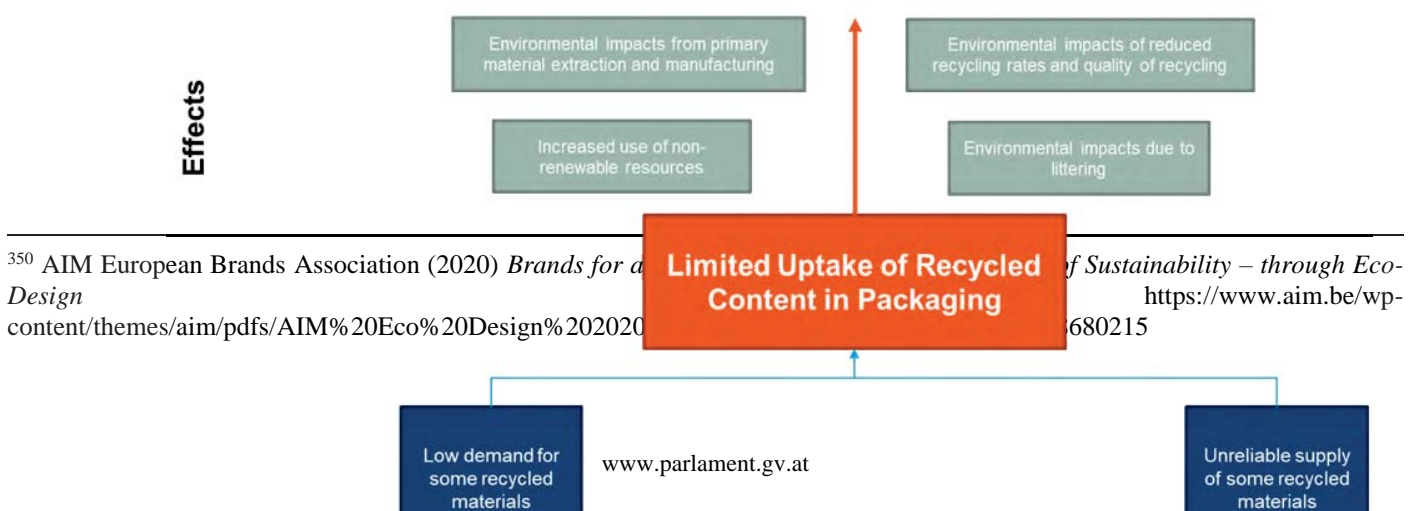 Environmental impacts from primary
material extraction and manufacturing
Environmental impacts of reduced
recycling rates and quality of recycling
Effects
Increased use of non-
renewable resources
Environmental impacts due to
littering
Limited Uptake of Recycled
Content in Packaging
350 AIM European Brands Association (2020) Brands for a of Sustainability – through Eco-
Design https://www.aim.be/wp-
content/themes/aim/pdfs/AIM%20Eco%20Design%202020 680215
Low demand for
some recycled
materials
www.parlament.gv.at
Unreliable supply
of some recycled
materials